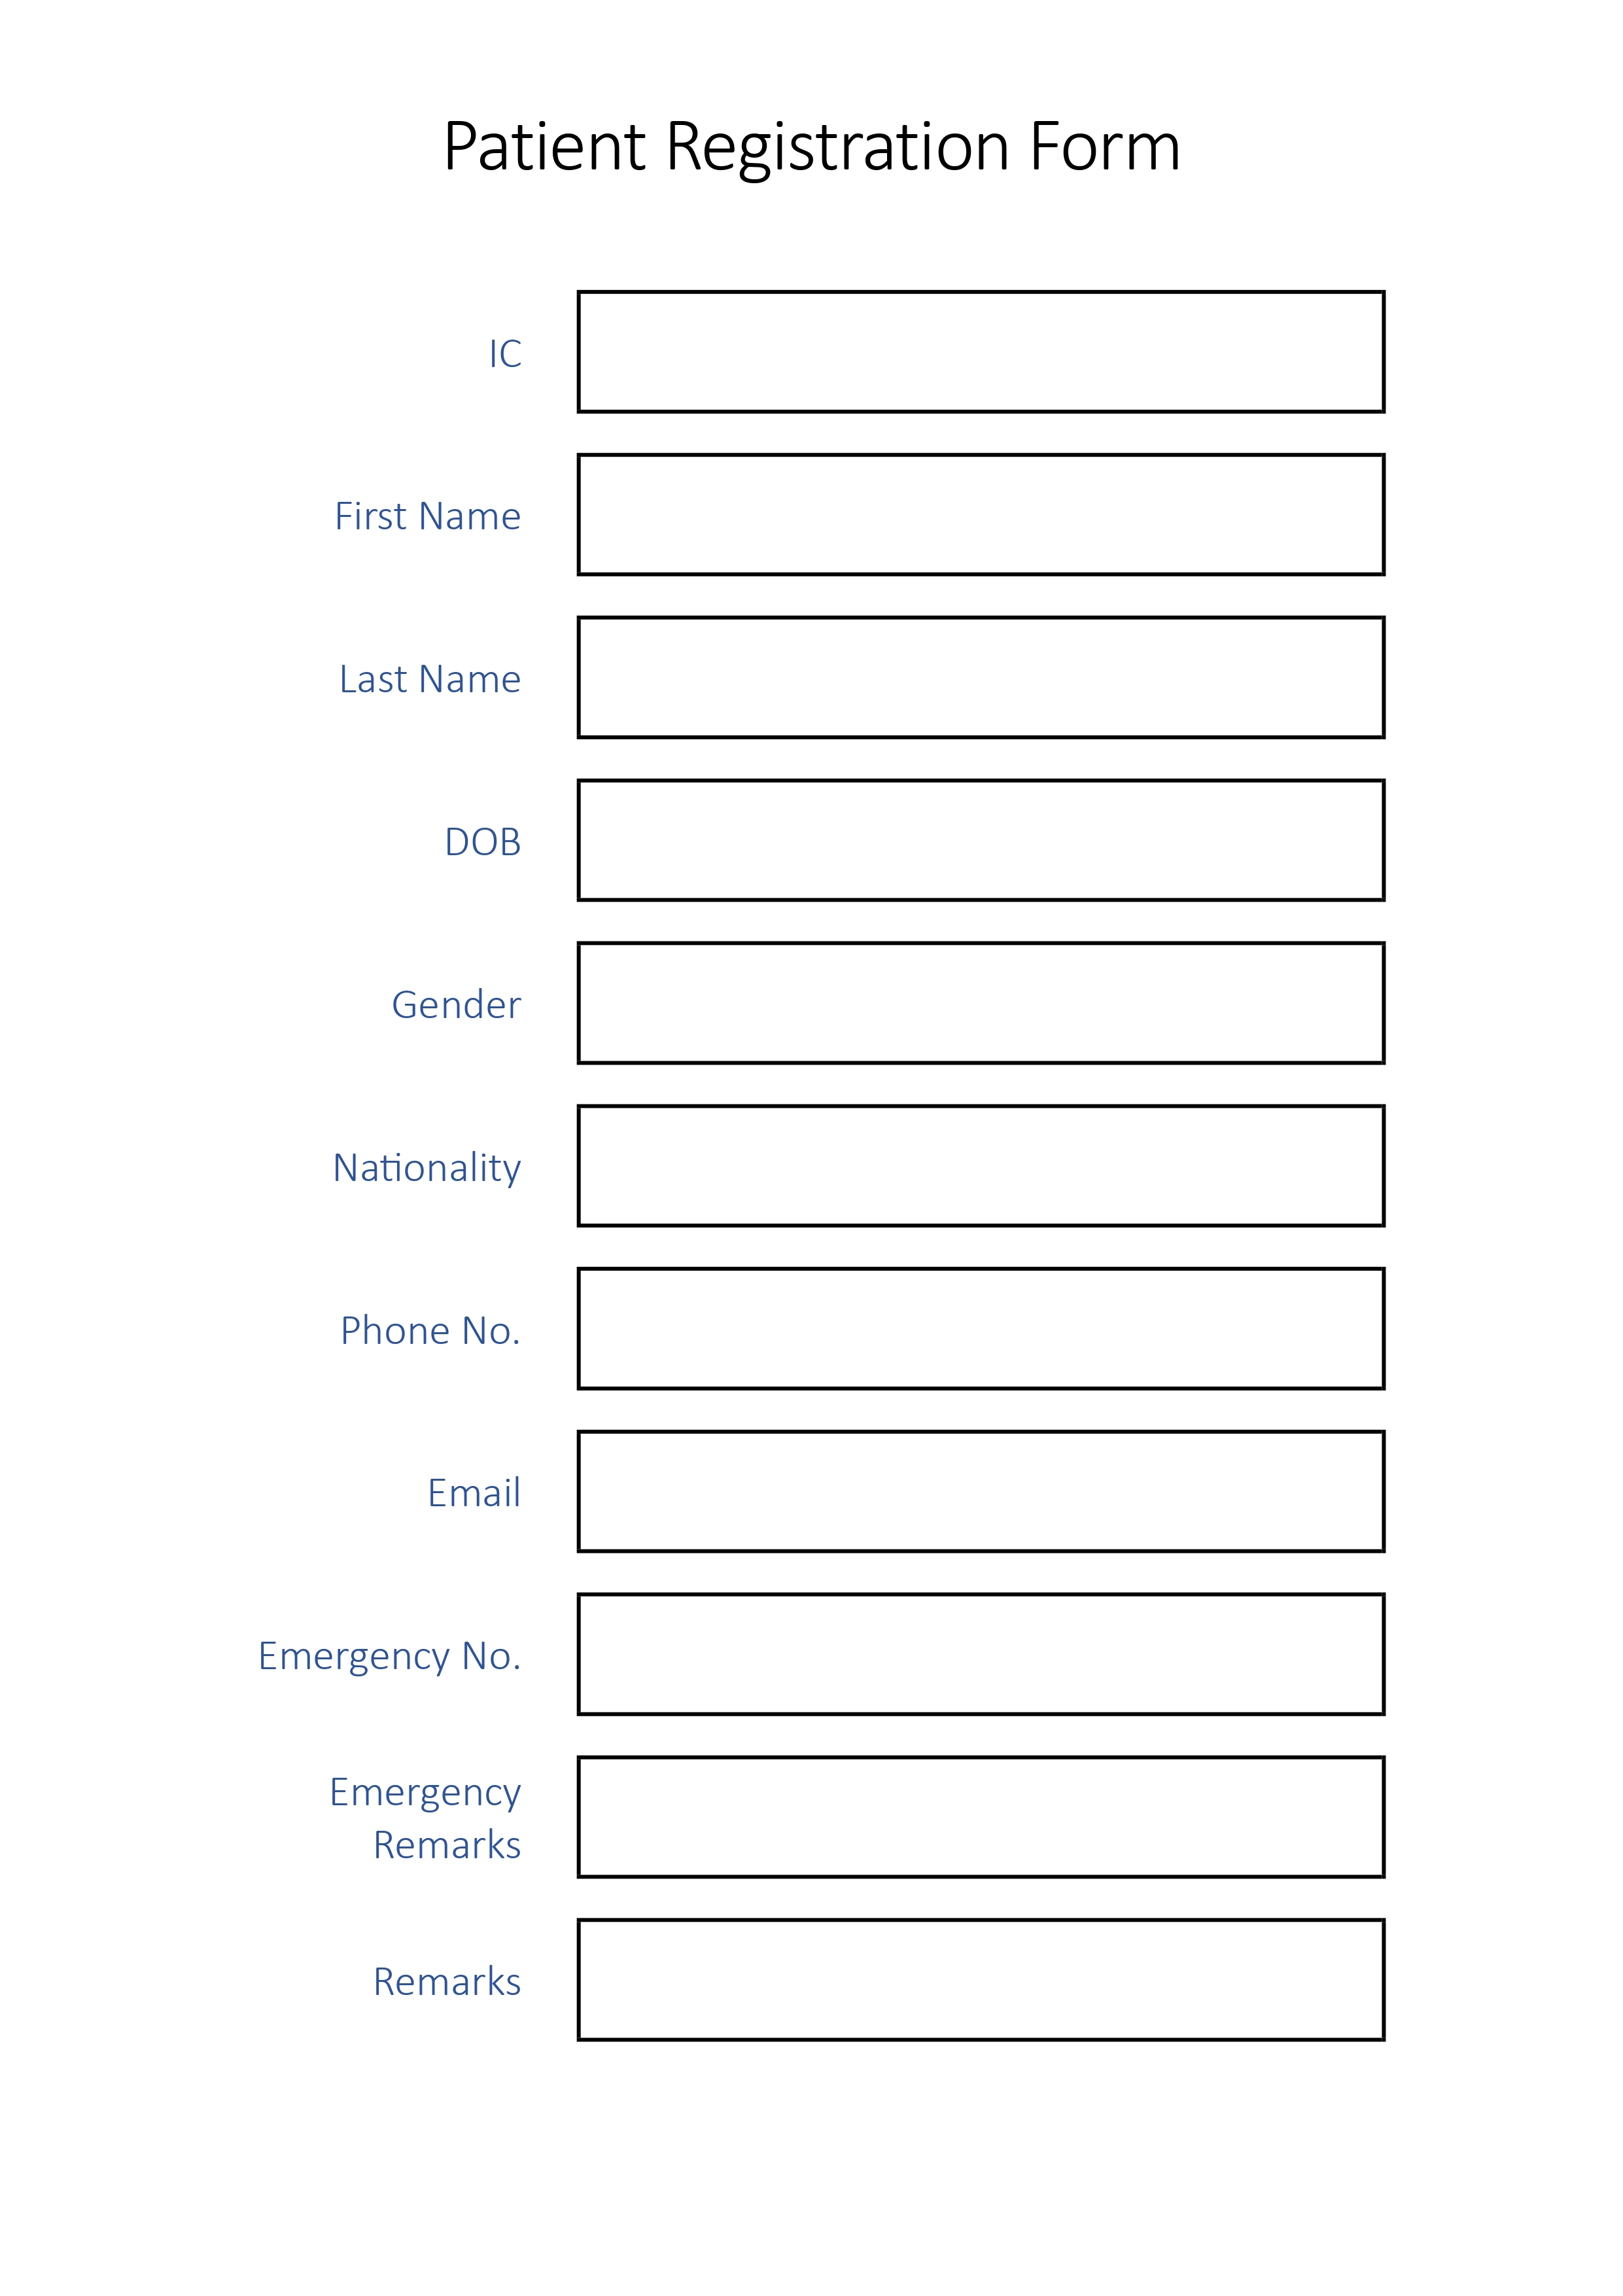 Patient Registration Form
IC
First Name
Last Name
DOB
Gender
Nationality
Phone No.
Email
Emergency No.
Emergency
Remarks
Remarks